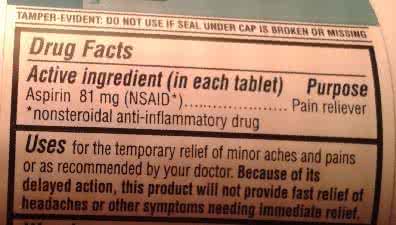 TAMPER-EVIDENT: DO NOT USE IF SEAL UNDER CAP IS BROKEN OR MISSING
Drug Facts
Active ingredient (in each tablet) Purpose
Aspirin 81 mg (NSAID*)..................... Pain reliever
*nonsteroidal anti-inflammatory drug
Uses for the temporary relief of minor aches and pains
or as recommended by your doctor. Because of its
delayed action, this product will not provide fast relief of
headaches or other symptoms needing immediate relief.